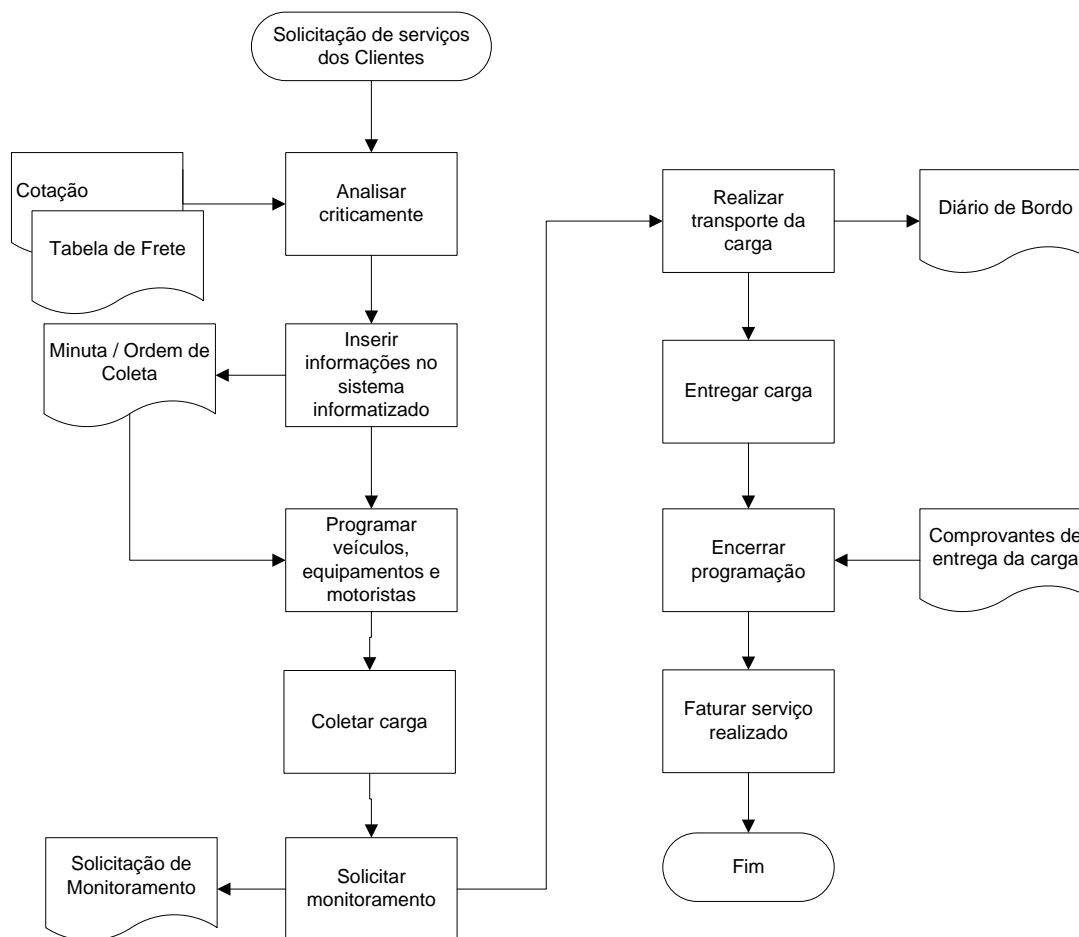 Solicitação de serviços
dos Clientes
Cotação
Tabela de Frete
Analisar
criticamente
Minuta / Ordem de
Coleta
Inserir
informações no
sistema
informatizado
Programar
veículos,
equipamentos e
motoristas
Coletar carga
Solicitação de
Monitoramento
Solicitar
monitoramento
Realizar
transporte da
carga
Diário de Bordo
Entregar carga
Encerrar
programação
Comprovantes de
entrega da carga
Faturar serviço
realizado
Fim